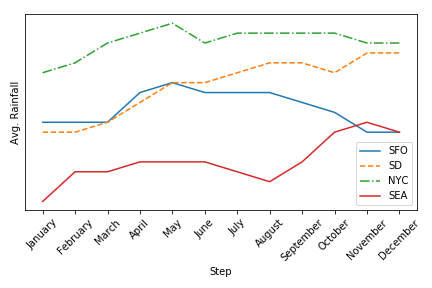 Avg. Rainfall
SFO
SD
NYC
SEA
January
February
March
April
May
June
July
August
September
October
November
December
Step